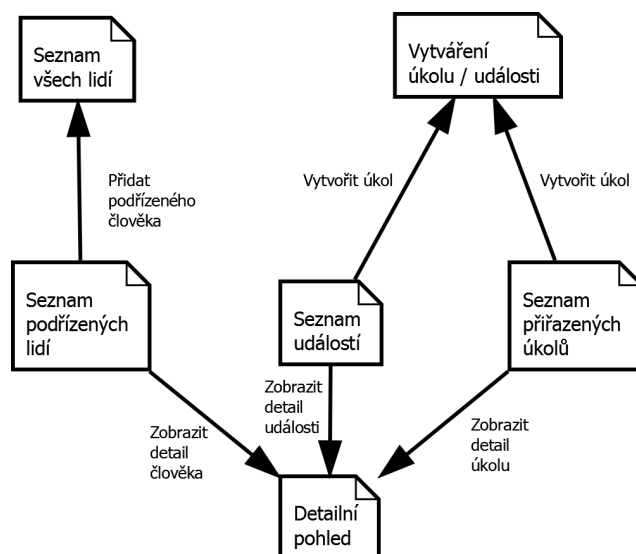 Seznam
všech lidí
Vytváření
úkolu / události
Přidat
podřízeného
člověka
Vytvořit úkol
Vytvořit úkol
Seznam
podřízených
lidí
Seznam
událostí
Seznam
přiřazených
úkolů
Zobrazit
detail
člověka
Zobrazit
detail
události
Zobrazit
detail
úkolu
Detailní
pohled